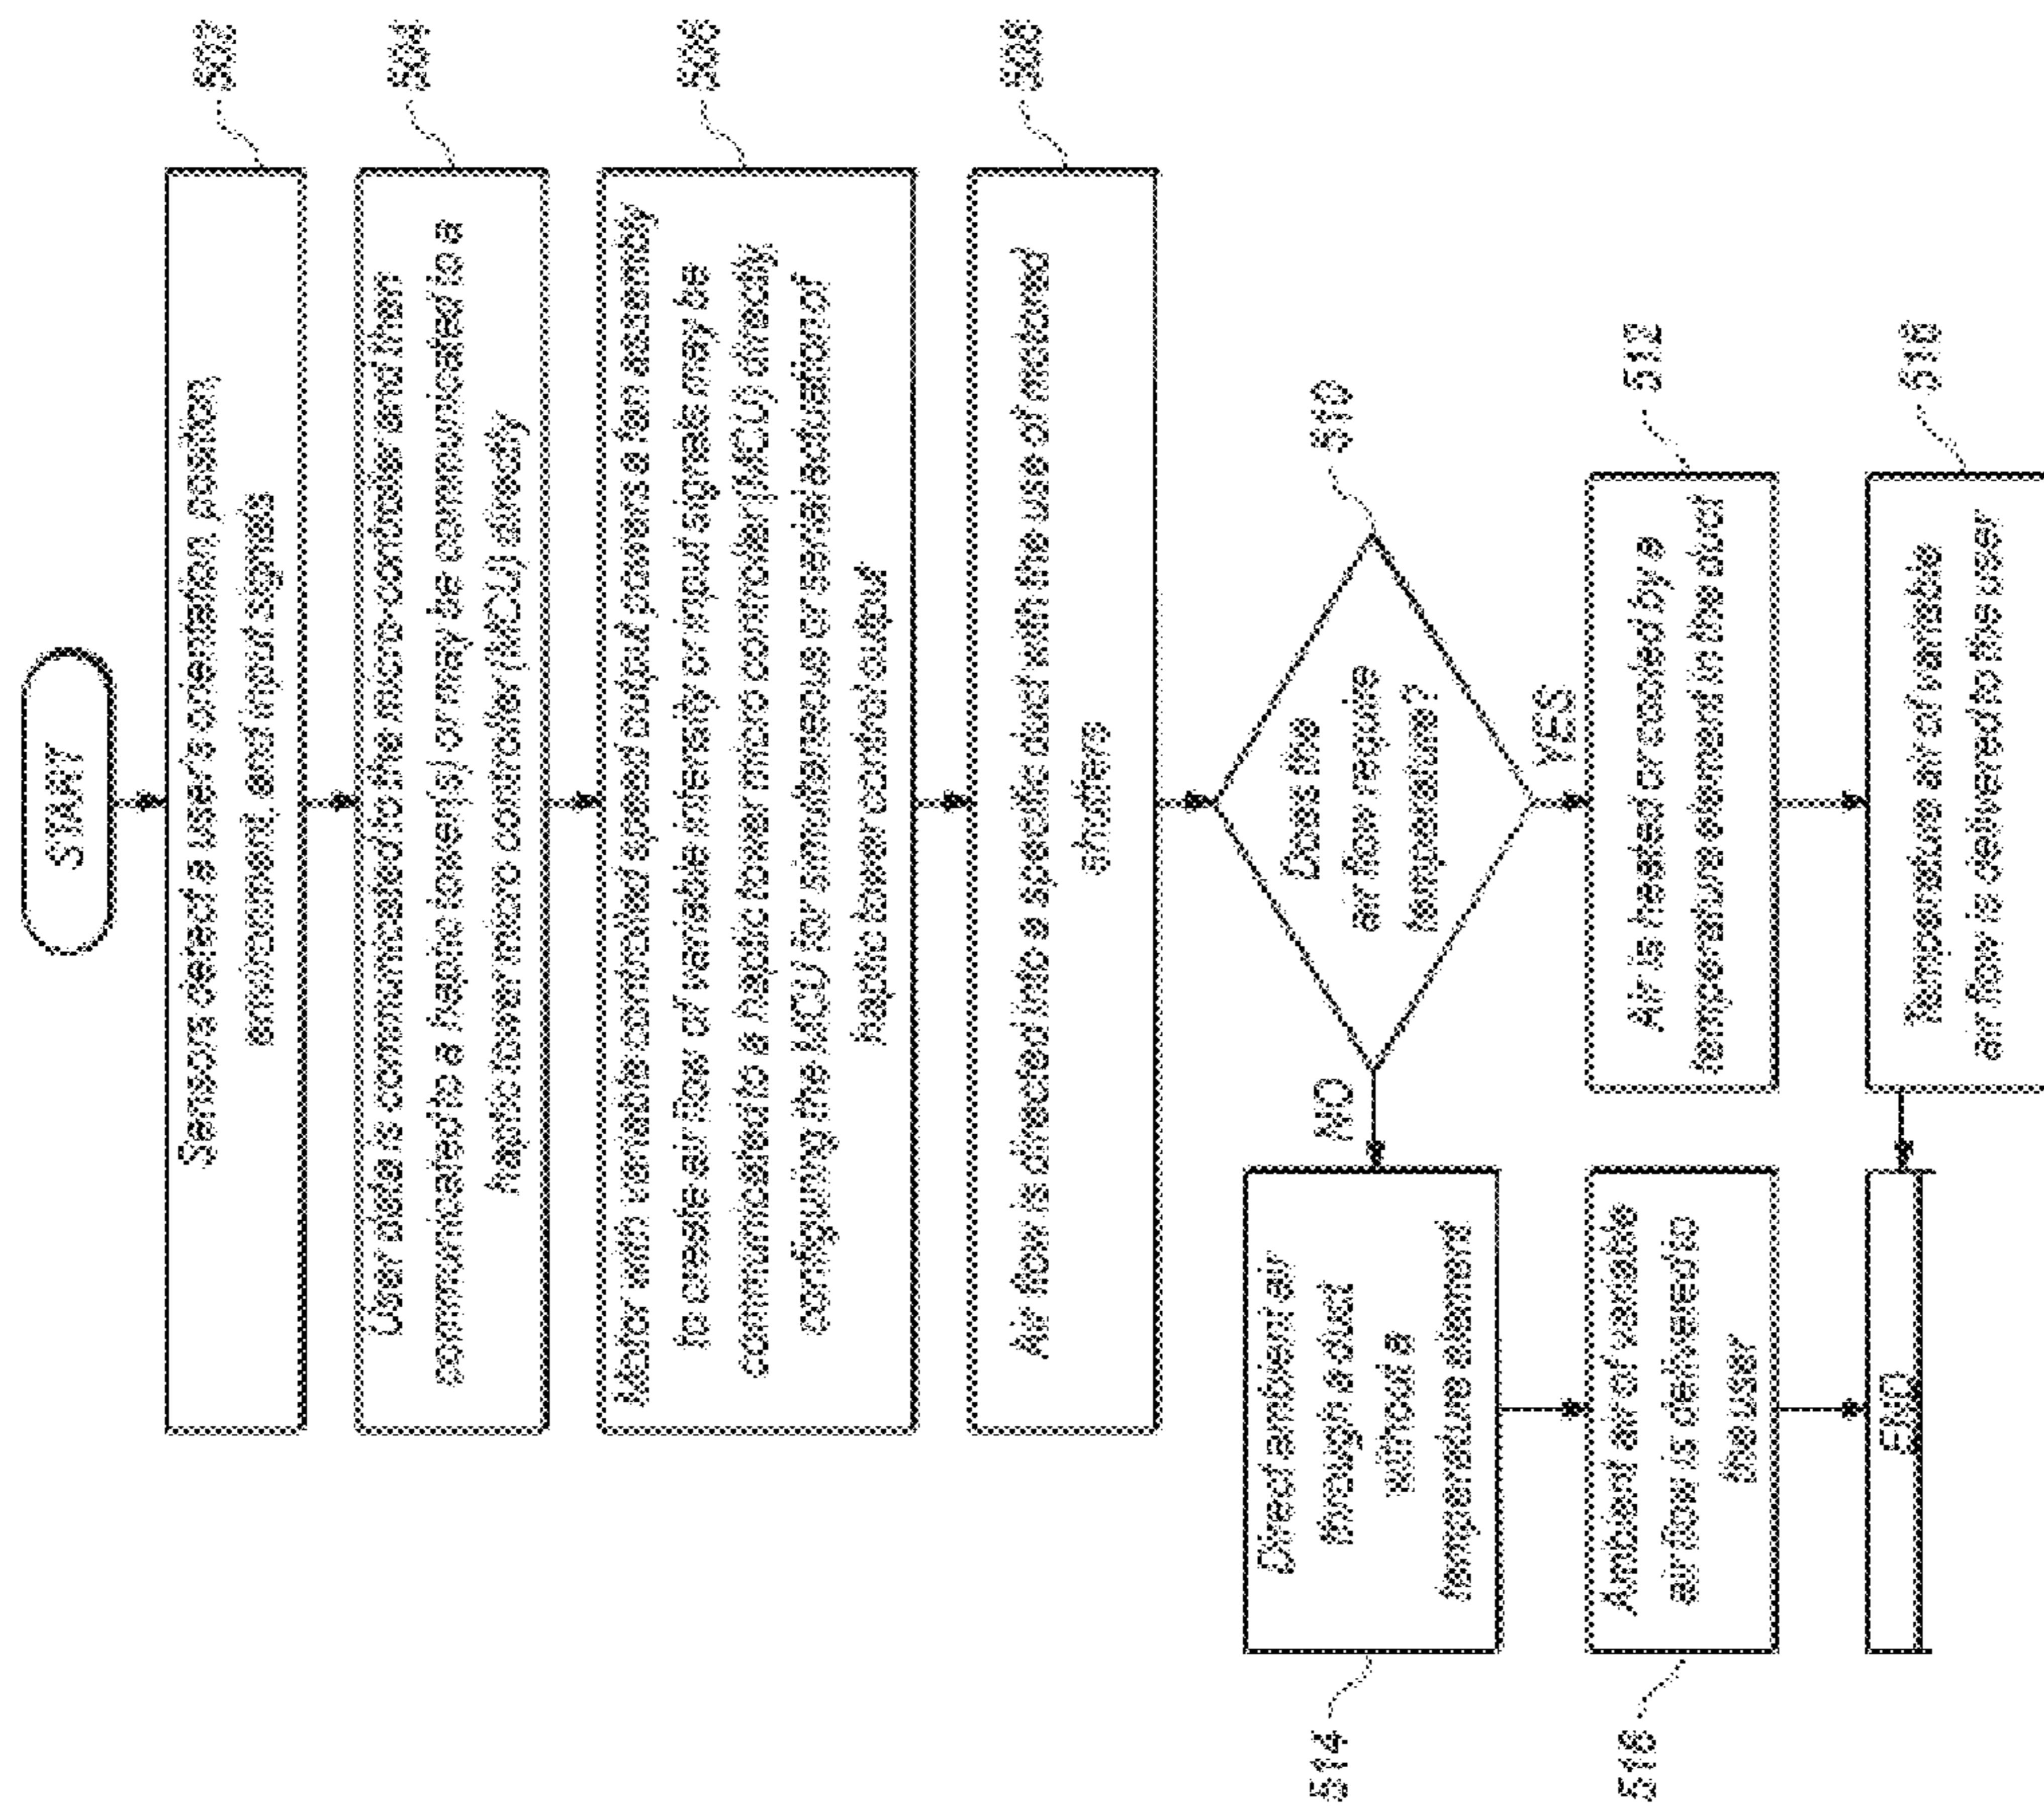 START
Sensors detect a user's orientation, position,
environment, and input signals
502
User data is communicated to the micro-controller and then
communicated to a haptic tower(s) or may be communicated to a
haptic tower micro controller (MCU) directly
504
Motor with variable controlled speed output powers a fan assembly
to create air flow of variable intensity or input signals may be
communicated to a haptic tower micro controller (MCU) directly,
configuring the MCU for simultaneous or serial actuation of
haptic tower control output
506
Air flow is directed into a specific duct with the use of motored
shutters
508
Does the
air flow require
temperature?
510
NO
YES
Direct ambient air
through a duct
without a
temperature element
514
Air is heated or cooled by a
temperature element in the duct
512
Ambient air of variable
air flow is delivered to
the user
518
Temperature air of variable
air flow is delivered to the user
516
END